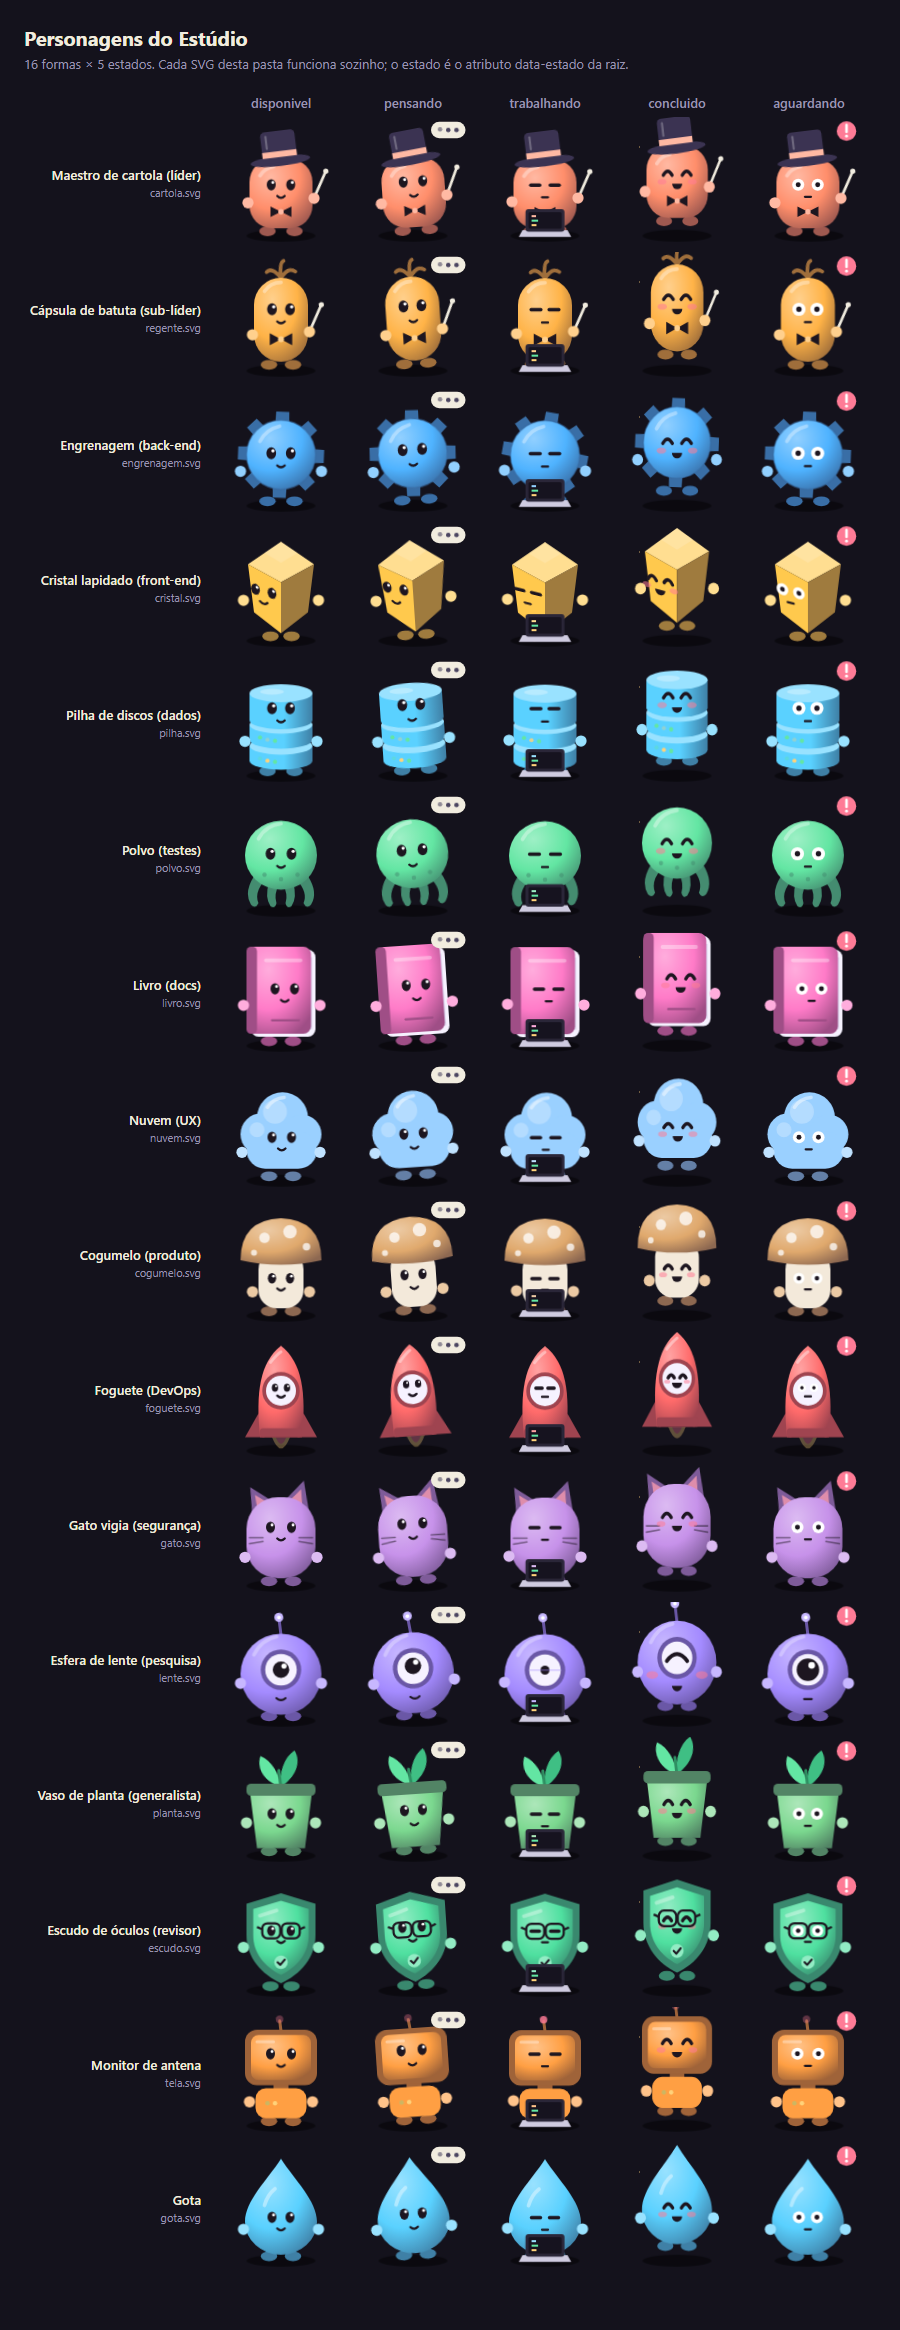 Personagens do Estúdio
16 formas × 5 estados. Cada SVG desta pasta funciona sozinho; o estado é o atributo data-estado da raiz.
disponivel pensando trabalhando concluido aguardando
Maestro de cartola (líder)
cartola.svg
Cápsula de batuta (sub-líder)
regente.svg
Engrenagem (back-end)
engrenagem.svg
Cristal lapidado (front-end)
cristal.svg
Pilha de discos (dados)
pilha.svg
Polvo (testes)
polvo.svg
Livro (docs)
livro.svg
Nuvem (UX)
nuvem.svg
Cogumelo (produto)
cogumelo.svg
Foguete (DevOps)
foguete.svg
Gato vigia (segurança)
gato.svg
Esfera de lente (pesquisa)
lente.svg
Vaso de planta (generalista)
planta.svg
Escudo de óculos (revisor)
escudo.svg
Monitor de antena
tela.svg
Gota
gota.svg